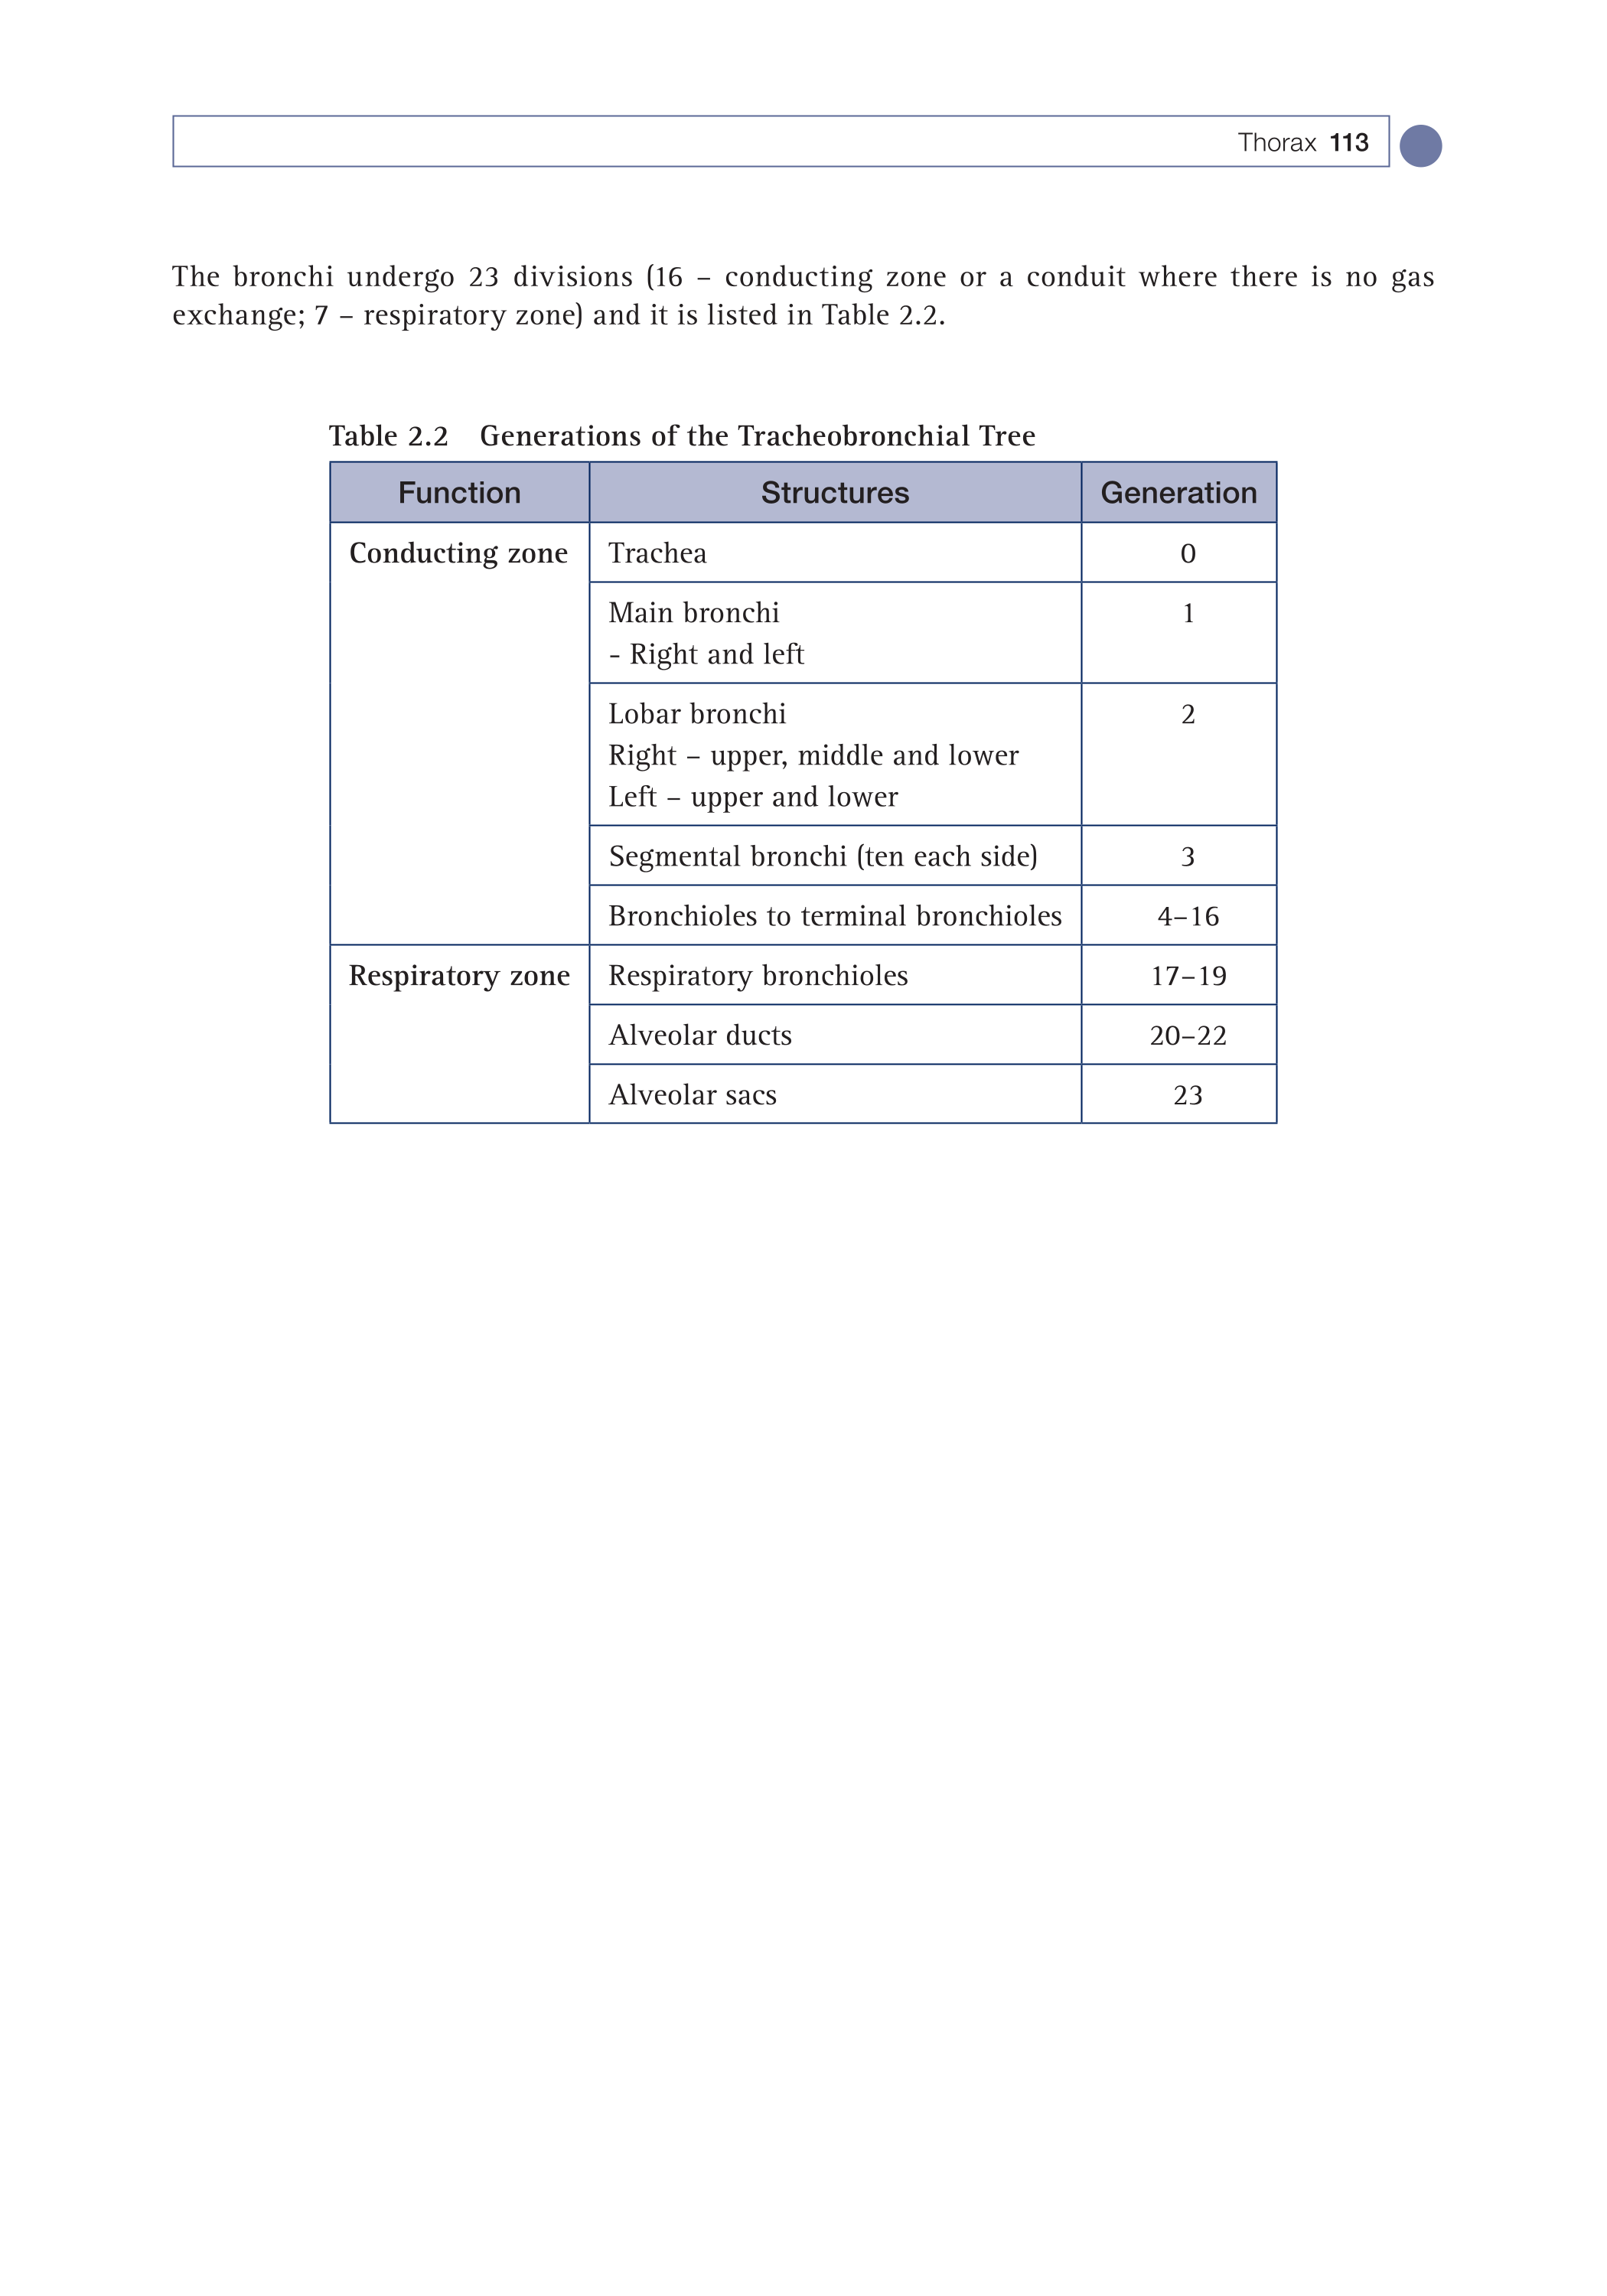 Thorax 113
The bronchi undergo 23 divisions (16 – conducting zone or a conduit where there is no gas
exchange; 7 – respiratory zone) and it is listed in Table 2.2.
Table 2.2 Generations of the Tracheobronchial Tree
Function Structures Generation
Conducting zone Trachea 0
Main bronchi 1
- Right and left
Lobar bronchi 2
Right – upper, middle and lower
Left – upper and lower
Segmental bronchi (ten each side) 3
Bronchioles to terminal bronchioles 4–16
Respiratory zone Respiratory bronchioles 17–19
Alveolar ducts 20–22
Alveolar sacs 23